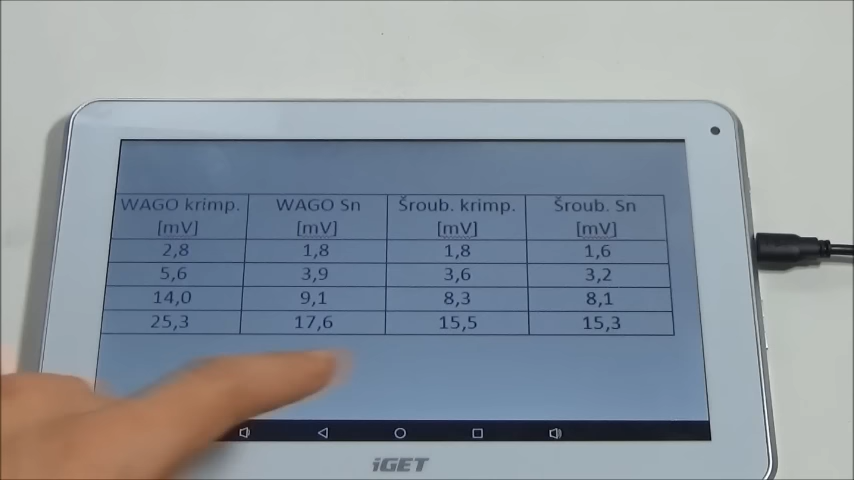 WAGO krimp. [mV] WAGO Sn [mV] Šroub. krimp. [mV] Šroub. Sn [mV]
2,8 1,8 1,8 1,6
5,6 3,9 3,6 3,2
14,0 9,1 8,3 8,1
25,3 17,6 15,5 15,3
iGET